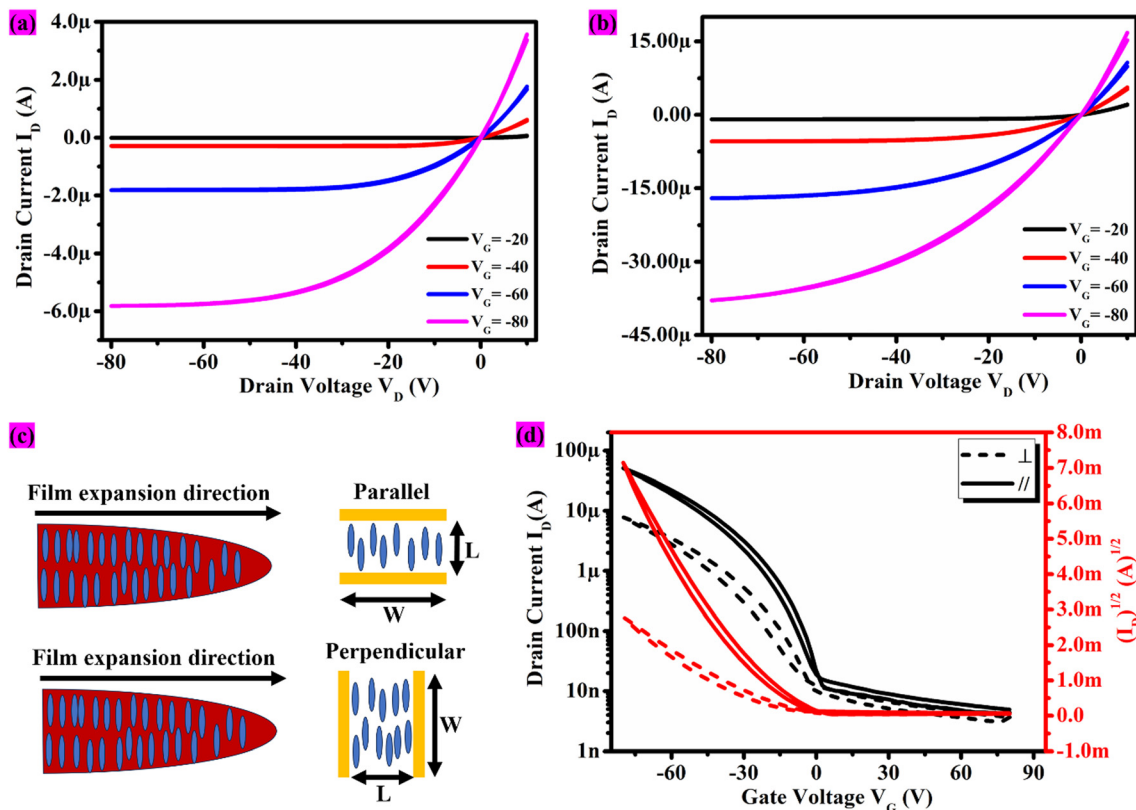 (a)
4.0μ
2.0μ
0.0
-2.0μ
-4.0μ
-6.0μ
Drain Current I_D (A)
V_G= -20
V_G= -40
V_G= -60
V_G= -80
-80 -60 -40 -20 0
Drain Voltage V_D (V)
(b)
15.00μ
0.00
-15.00μ
-30.00μ
-45.00μ
Drain Current I_D (A)
V_G= -20
V_G= -40
V_G= -60
V_G= -80
-80 -60 -40 -20 0
Drain Voltage V_D (V)
(c)
Film expansion direction
Parallel
L
W
Film expansion direction
Perpendicular
W
L
(d)
100μ
10μ
1μ
100n
10n
1n
Drain Current I_D(A)
⊥
//
8.0m
7.0m
6.0m
5.0m
4.0m
3.0m
2.0m
1.0m
0.0
-1.0m
(I_D)^1/2 (A)^1/2
-60 -30 0 30 60 90
Gate Voltage V_G (V)